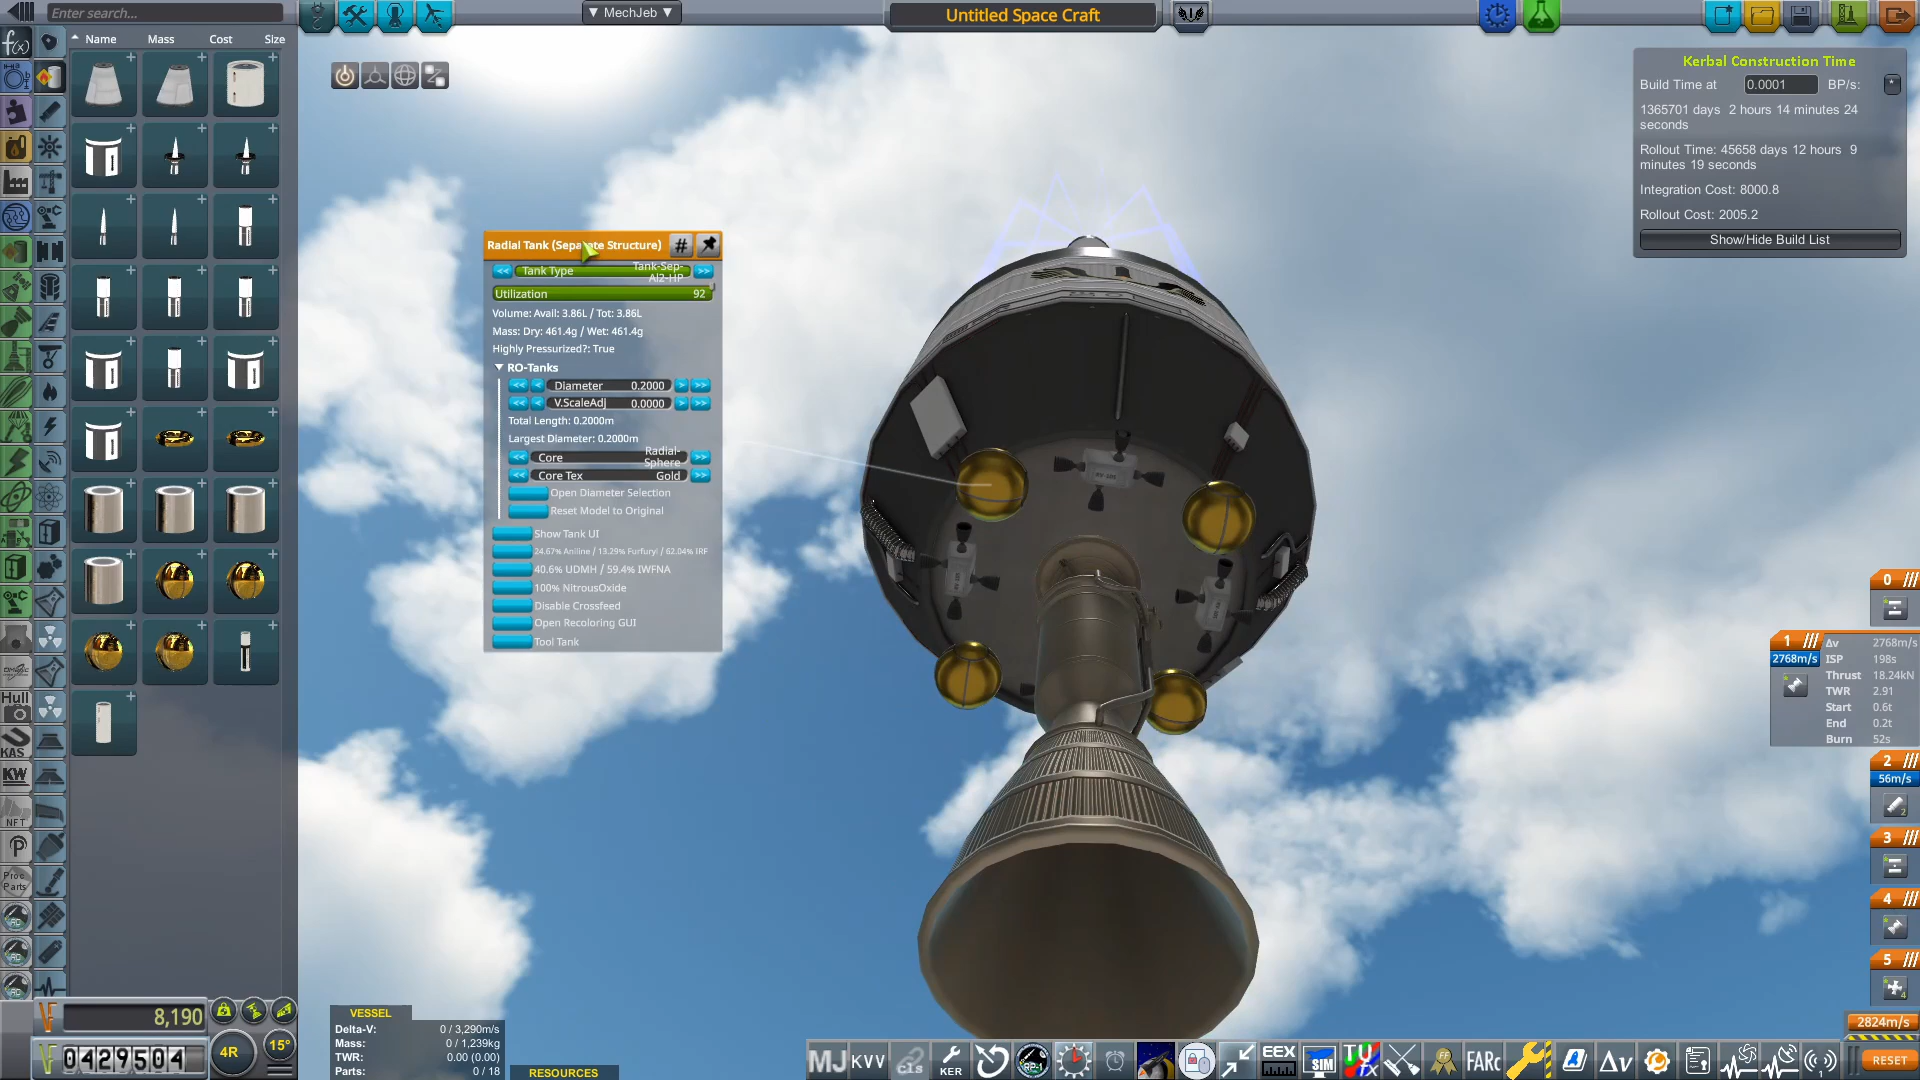 Enter search...
▼ MechJeb ▼
Untitled Space Craft
Name Mass Cost Size
Kerbal Construction Time
Build Time at 0.0001 BP/s: *
1365701 days 2 hours 14 minutes 24
seconds
Rollout Time: 45658 days 12 hours 9
minutes 19 seconds
Integration Cost: 8000.8
Rollout Cost: 2005.2
Show/Hide Build List
Radial Tank (Separate Structure) #
<< Tank Type Tank-Sep-
Al2-HP >>
Utilization 92
Volume: Avail: 3.86L / Tot: 3.86L
Mass: Dry: 461.4g / Wet: 461.4g
Highly Pressurized?: True
▼ RO-Tanks
<< < Diameter 0.2000 > >>
<< < V.ScaleAdj 0.0000 > >>
Total Length: 0.2000m
Largest Diameter: 0.2000m
<< Core Radial-
Sphere >>
<< Core Tex Gold >>
Open Diameter Selection
Reset Model to Original
Show Tank UI
24.67% Aniline / 13.29% Furfuryl / 62.04% IRF
40.6% UDMH / 59.4% IWFNA
100% NitrousOxide
Disable Crossfeed
Open Recoloring GUI
Tool Tank
0
1
2768m/s
Δv 2768m/s
ISP 198s
Thrust 18.24kN
TWR 2.91
Start 0.6t
End 0.2t
Burn 52s
2
56m/s
2
3
4
5
4
2824m/s
RESET
f(x)
Hull
KAS
KW
NFT
P
Proc
Parts
8,190
0429504
4R
15°
VESSEL
Delta-V: 0 / 3,290m/s
Mass: 0 / 1,239kg
TWR: 0.00 (0.00)
Parts: 0 / 18
RESOURCES
MJ KVV cls KER RP-1 EEX SIM TU fx FF FARc Δv